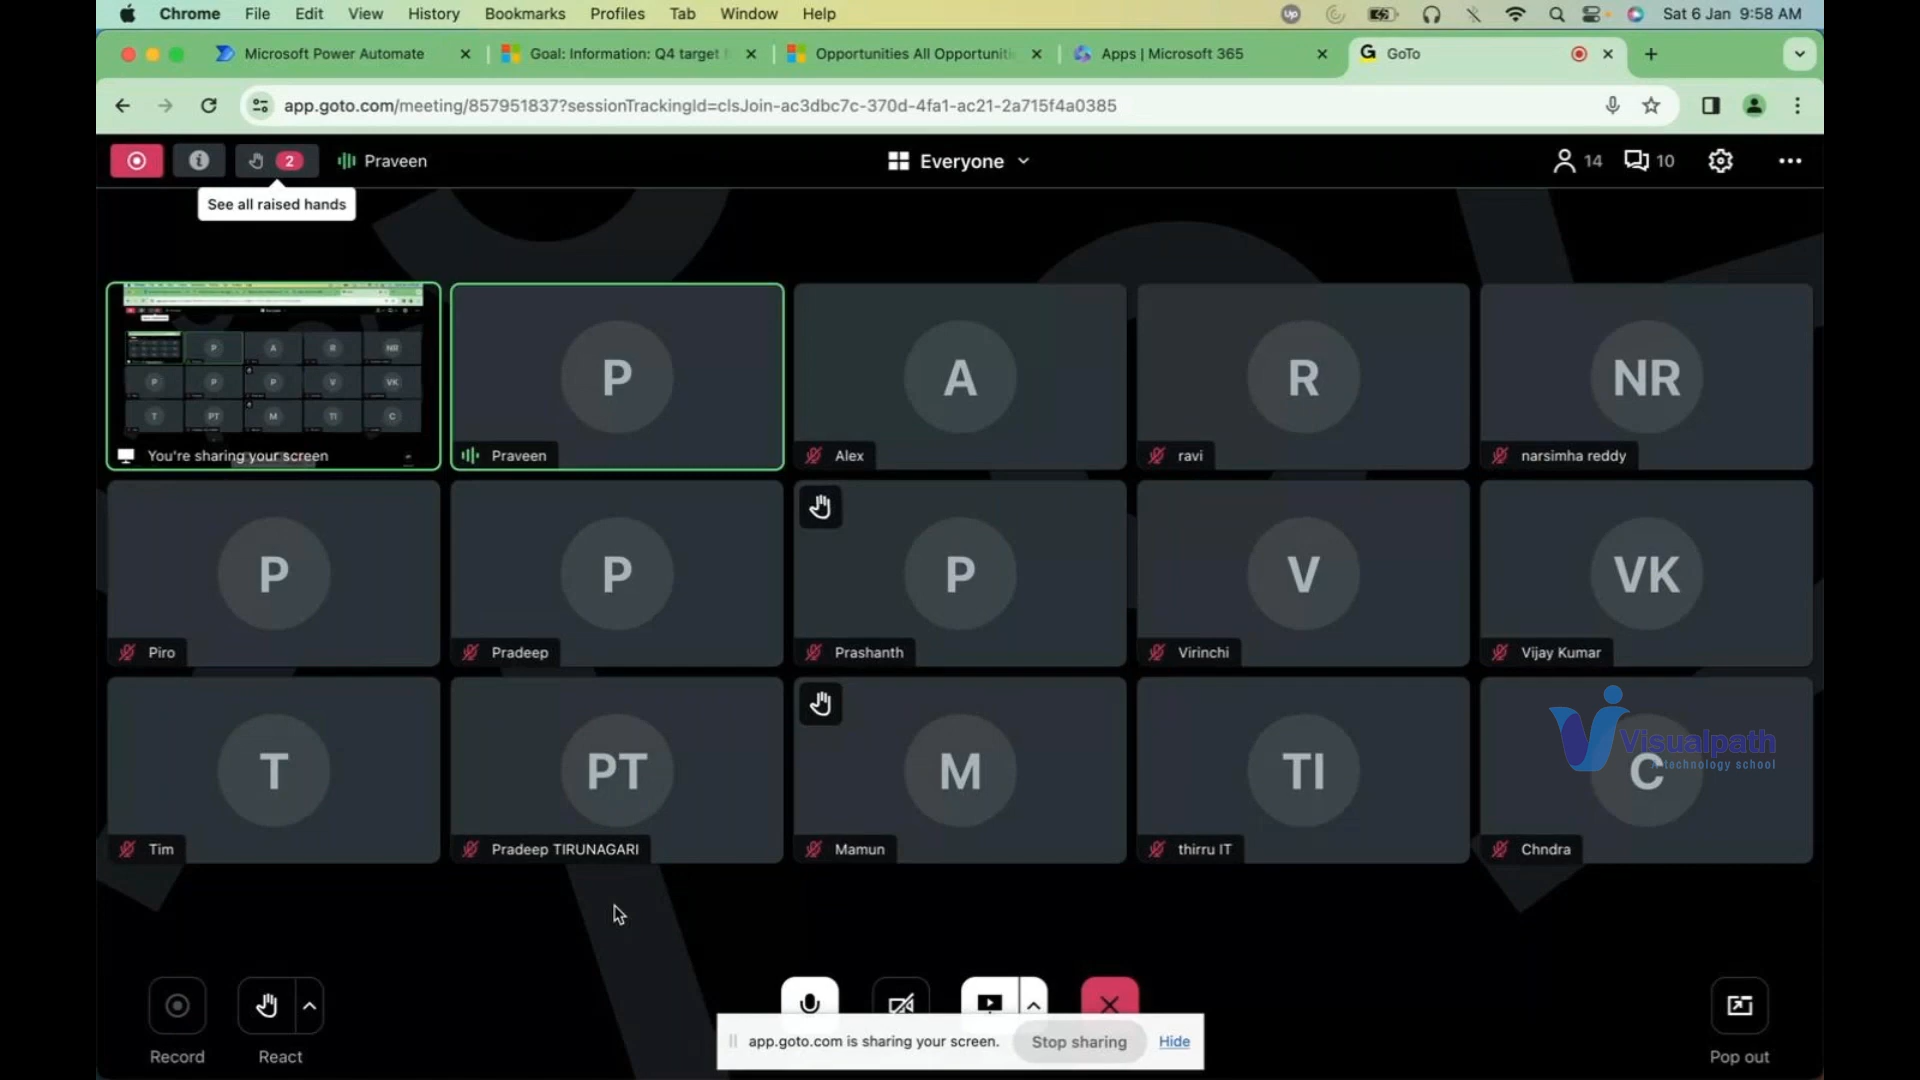 Chrome File Edit View History Bookmarks Profiles Tab Window Help Up Sat 6 Jan 9:58 AM
Microsoft Power Automate Goal: Information: Q4 target Opportunities All Opportuniti Apps | Microsoft 365 G GoTo
app.goto.com/meeting/857951837?sessionTrackingId=clsJoin-ac3dbc7c-370d-4fa1-ac21-2a715f4a0385
2 Praveen Everyone 14 10
See all raised hands
P A R NR
You're sharing your screen Praveen Alex ravi narsimha reddy
P P P V VK
Piro Pradeep Prashanth Virinchi Vijay Kumar
Visualpath
A technology school
T PT M TI C
Tim Pradeep TIRUNAGARI Mamun thirru IT Chndra
app.goto.com is sharing your screen. Stop sharing Hide
Record React Pop out